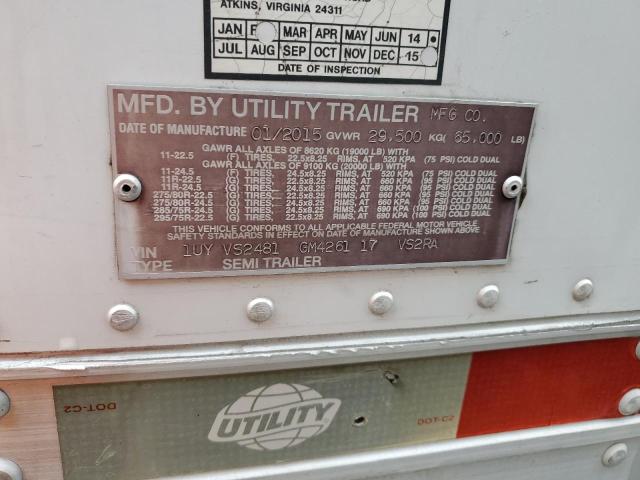 ATKINS, VIRGINIA 24311
JAN F MAR APR MAY JUN 14
JUL AUG SEP OCT NOV DEC 15
DATE OF INSPECTION
MFD. BY UTILITY TRAILER MFG CO.
DATE OF MANUFACTURE 01/2015 GVWR 29,500 KG( 65,000 LB)
GAWR ALL AXLES OF 8620 KG (19000 LB) WITH
11-22.5 (F) TIRES, 22.5x8.25 RIMS, AT 520 KPA (75 PSI) COLD DUAL
GAWR ALL AXLES OF 9100 KG (20000 LB) WITH
11-24.5 (F) TIRES, 24.5x8.25 RIMS, AT 520 KPA (75 PSI) COLD DUAL
11R-22.5 (G) TIRES, 22.5x8.25 RIMS, AT 660 KPA (95 PSI) COLD DUAL
11R-24.5 (G) TIRES, 24.5x8.25 RIMS, AT 660 KPA (95 PSI) COLD DUAL
275/80R-22.5 (G) TIRES, 22.5x8.25 RIMS, AT 660 KPA (95 PSI) COLD DUAL
275/80R-24.5 (G) TIRES, 24.5x8.25 RIMS, AT 660 KPA (95 PSI) COLD DUAL
285/75R-24.5 (G) TIRES, 24.5x8.25 RIMS, AT 690 KPA (100 PSI) COLD DUAL
295/75R-22.5 (G) TIRES, 22.5x8.25 RIMS, AT 690 KPA (100 PSI) COLD DUAL
THIS VEHICLE CONFORMS TO ALL APPLICABLE FEDERAL MOTOR VEHICLE
SAFETY STANDARDS IN EFFECT ON DATE OF MANUFACTURE SHOWN ABOVE
VIN 1UY VS2481 GM4261 17 VS2RA
TYPE SEMI TRAILER
DOT-C2 UTILITY DOT-C2